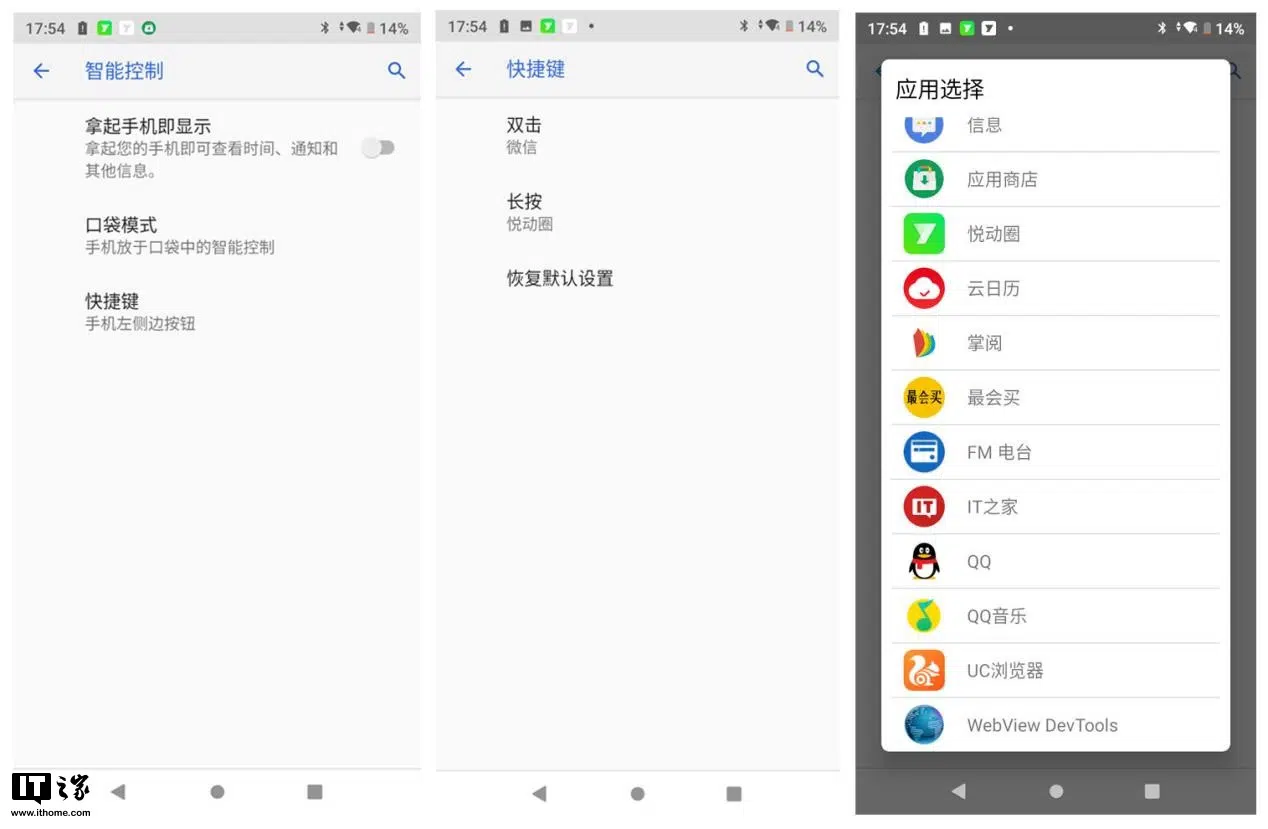 17:54
14%
智能控制
拿起手机即显示
拿起您的手机即可查看时间、通知和
其他信息。
口袋模式
手机放于口袋中的智能控制
快捷键
手机左侧边按钮
IT之家
www.ithome.com
17:54
14%
快捷键
双击
微信
长按
悦动圈
恢复默认设置
17:54
14%
应用选择
信息
应用商店
悦动圈
云日历
掌阅
最会买
最会买
FM 电台
IT
IT之家
QQ
QQ音乐
UC浏览器
WebView DevTools